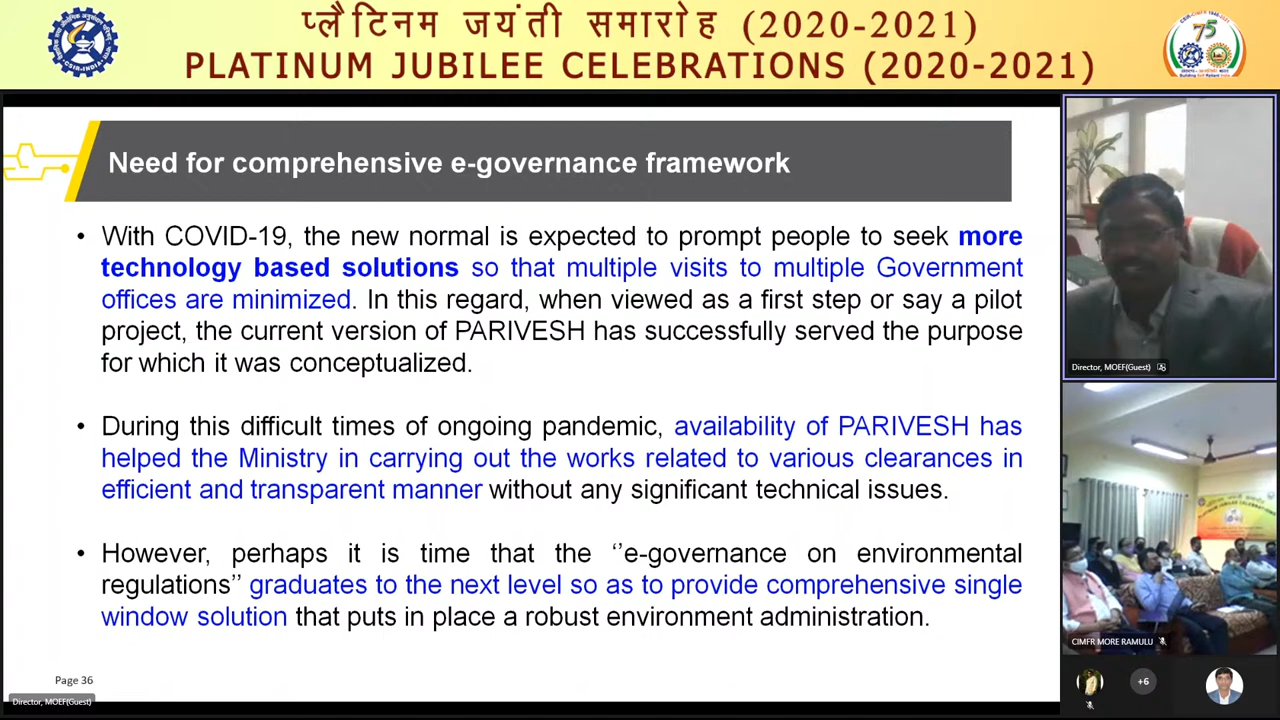 प्लैटिनम जयंती समारोह (2020-2021)
PLATINUM JUBILEE CELEBRATIONS (2020-2021)
CSIR-INDIA
75
Need for comprehensive e-governance framework
• With COVID-19, the new normal is expected to prompt people to seek more
technology based solutions so that multiple visits to multiple Government
offices are minimized. In this regard, when viewed as a first step or say a pilot
project, the current version of PARIVESH has successfully served the purpose
for which it was conceptualized.
• During this difficult times of ongoing pandemic, availability of PARIVESH has
helped the Ministry in carrying out the works related to various clearances in
efficient and transparent manner without any significant technical issues.
• However, perhaps it is time that the ‘’e-governance on environmental
regulations’’ graduates to the next level so as to provide comprehensive single
window solution that puts in place a robust environment administration.
Page 36
Director, MOEF(Guest)
Director, MOEF(Guest)
PLATINUM JUBILEE CELEBRATIONS
CIMFR MORE RAMULU
+6